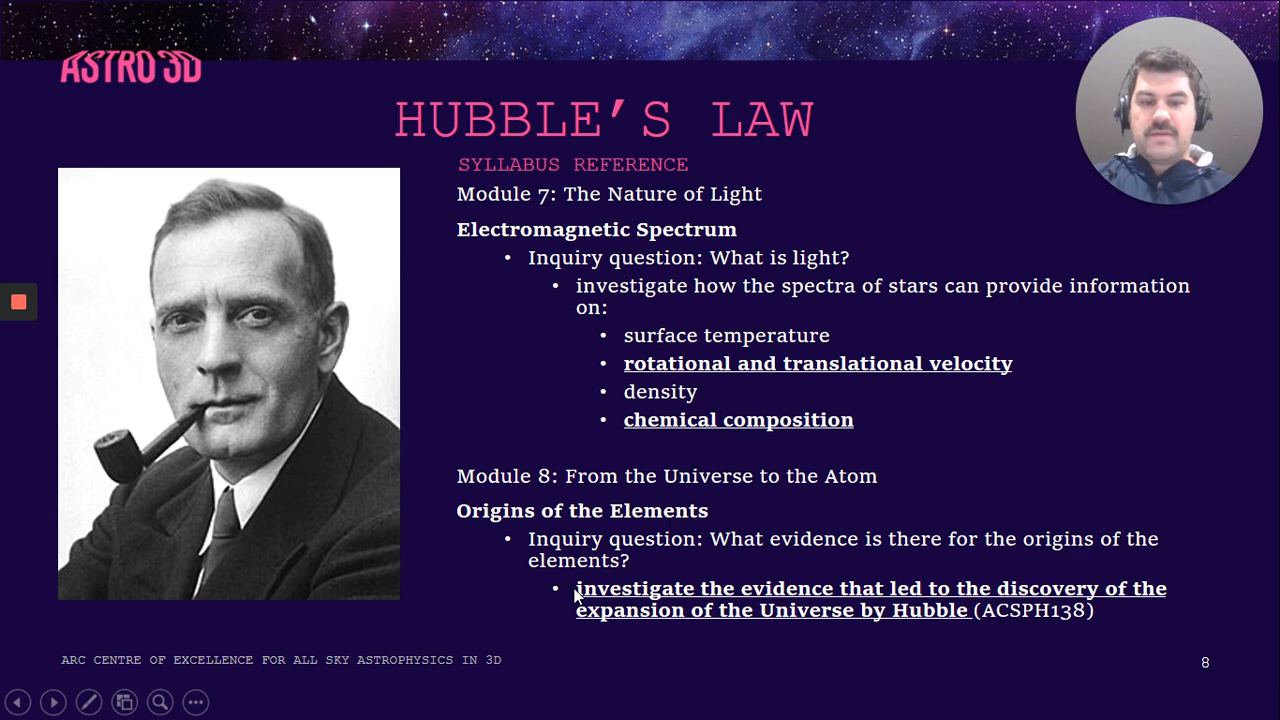 ASTRO 3D
HUBBLE’S LAW
SYLLABUS REFERENCE
Module 7: The Nature of Light
Electromagnetic Spectrum
• Inquiry question: What is light?
• investigate how the spectra of stars can provide information
on:
• surface temperature
• rotational and translational velocity
• density
• chemical composition
Module 8: From the Universe to the Atom
Origins of the Elements
• Inquiry question: What evidence is there for the origins of the
elements?
• investigate the evidence that led to the discovery of the
expansion of the Universe by Hubble (ACSPH138)
ARC CENTRE OF EXCELLENCE FOR ALL SKY ASTROPHYSICS IN 3D
8